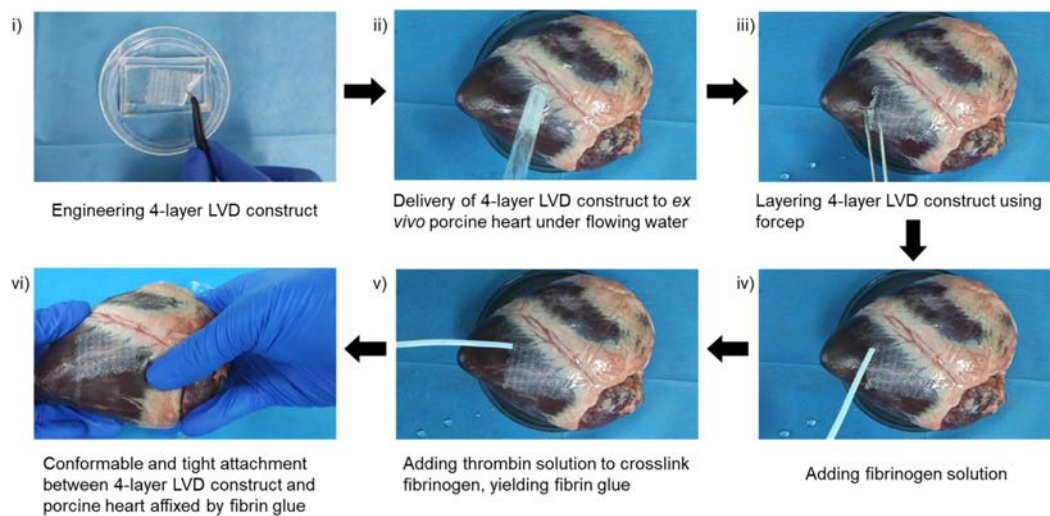 i)
Engineering 4-layer LVD construct
ii)
Delivery of 4-layer LVD construct to ex
vivo porcine heart under flowing water
iii)
Layering 4-layer LVD construct using
forcep
iv)
Adding fibrinogen solution
v)
Adding thrombin solution to crosslink
fibrinogen, yielding fibrin glue
vi)
Conformable and tight attachment
between 4-layer LVD construct and
porcine heart affixed by fibrin glue